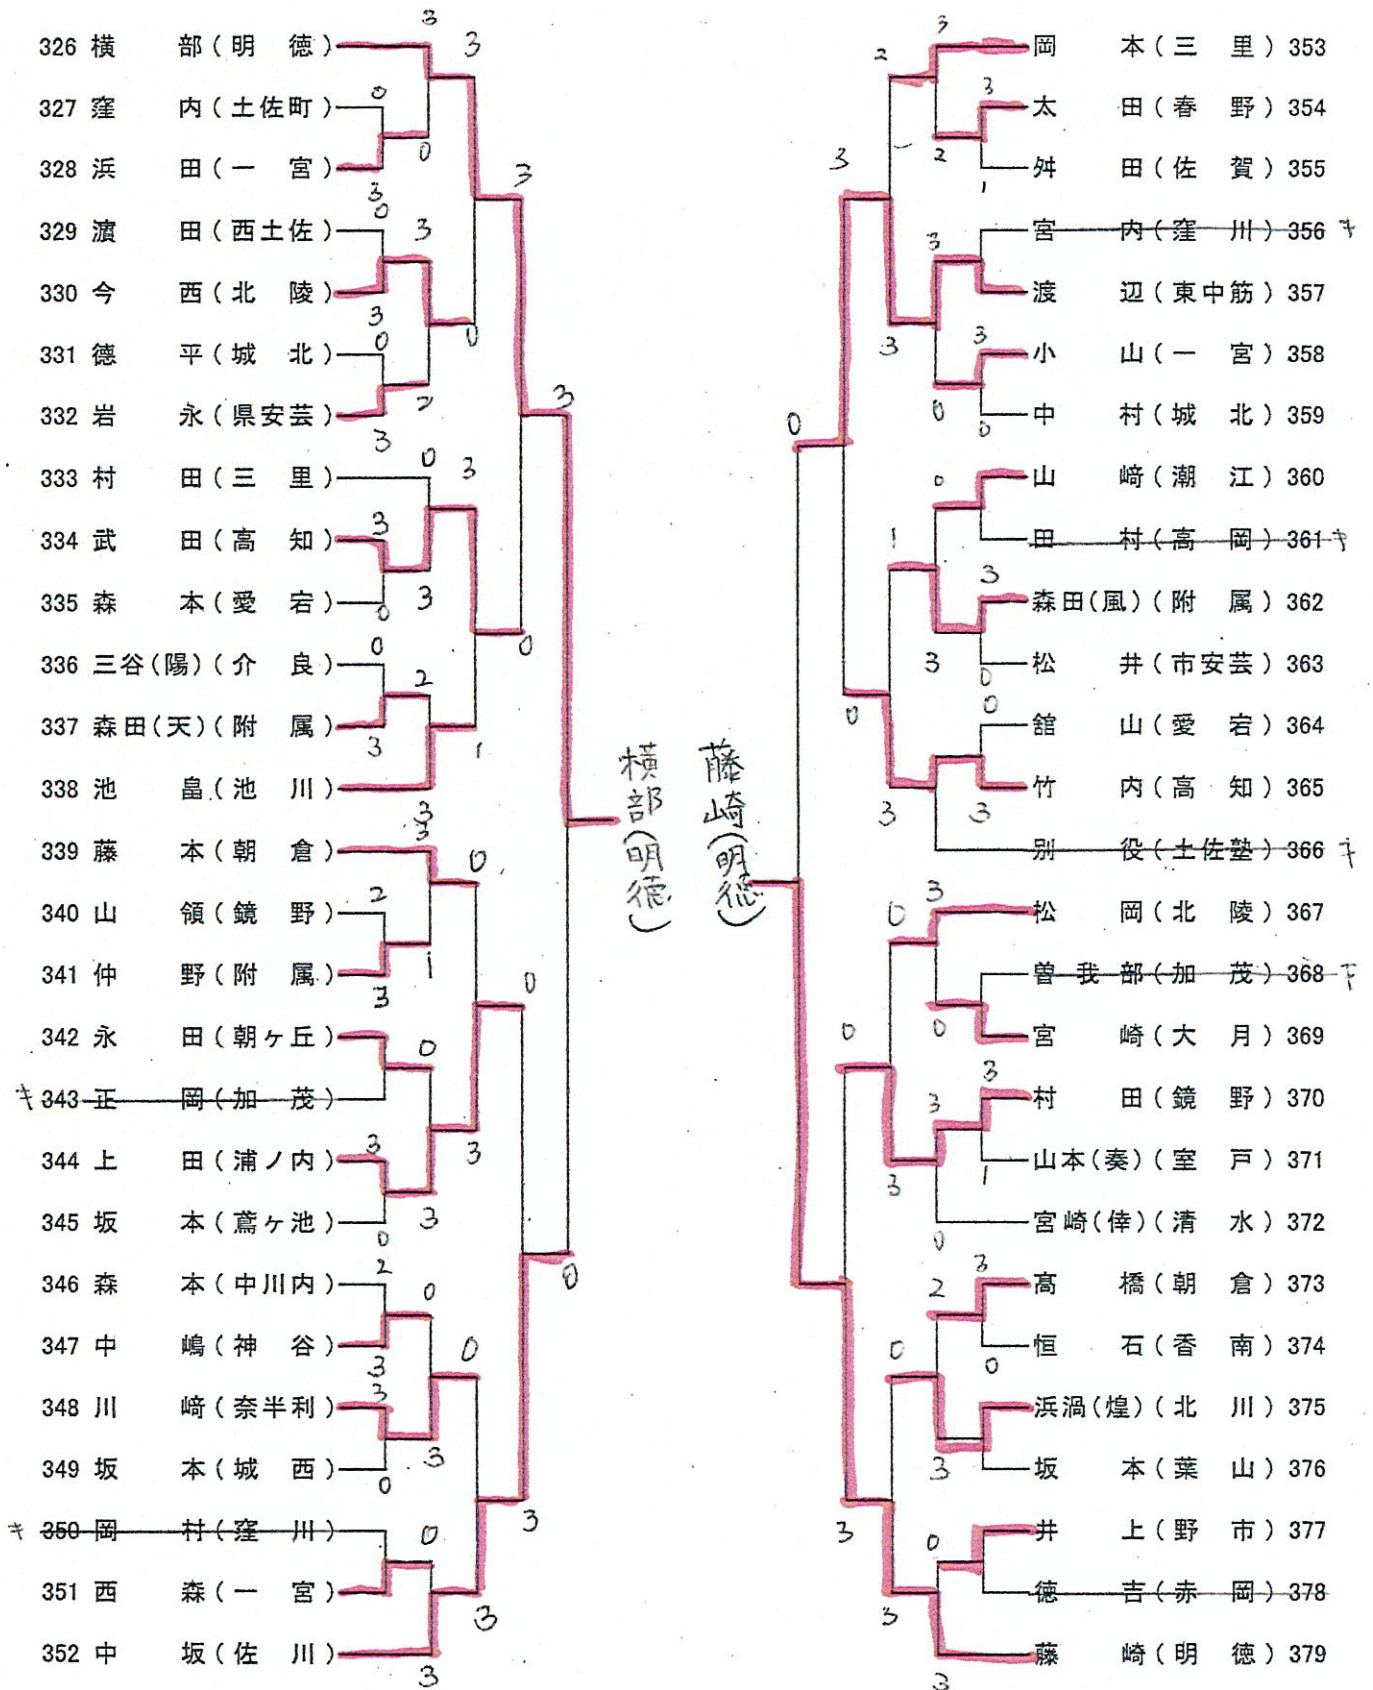 326 横部(明徳)
327 窪内(土佐町)
328 浜田(一宮)
329 濵田(西土佐)
330 今西(北陵)
331 德平(城北)
332 岩永(県安芸)
333 村田(三里)
334 武田(高知)
335 森本(愛宕)
336 三谷(陽)(介良)
337 森田(天)(附属)
338 池畠(池川)
339 藤本(朝倉)
340 山領(鏡野)
341 仲野(附属)
342 永田(朝ヶ丘)
キ 343 正岡(加茂)
344 上田(浦ノ内)
345 坂本(鳶ヶ池)
346 森本(中川内)
347 中嶋(神谷)
348 川﨑(奈半利)
349 坂本(城西)
キ 350 岡村(窪川)
351 西森(一宮)
352 中坂(佐川)
横部(明徳)
藤崎(明徳)
岡本(三里) 353
太田(春野) 354
舛田(佐賀) 355
宮内(窪川) 356 キ
渡辺(東中筋) 357
小山(一宮) 358
中村(城北) 359
山﨑(潮江) 360
田村(高岡) 361 キ
森田(風)(附属) 362
松井(市安芸) 363
舘山(愛宕) 364
竹内(高知) 365
別役(土佐塾) 366 キ
松岡(北陵) 367
曽我部(加茂) 368 キ
宮崎(大月) 369
村田(鏡野) 370
山本(奏)(室戸) 371
宮崎(倖)(清水) 372
髙橋(朝倉) 373
恒石(香南) 374
浜渦(煌)(北川) 375
坂本(葉山) 376
井上(野市) 377
徳吉(赤岡) 378
藤崎(明徳) 379